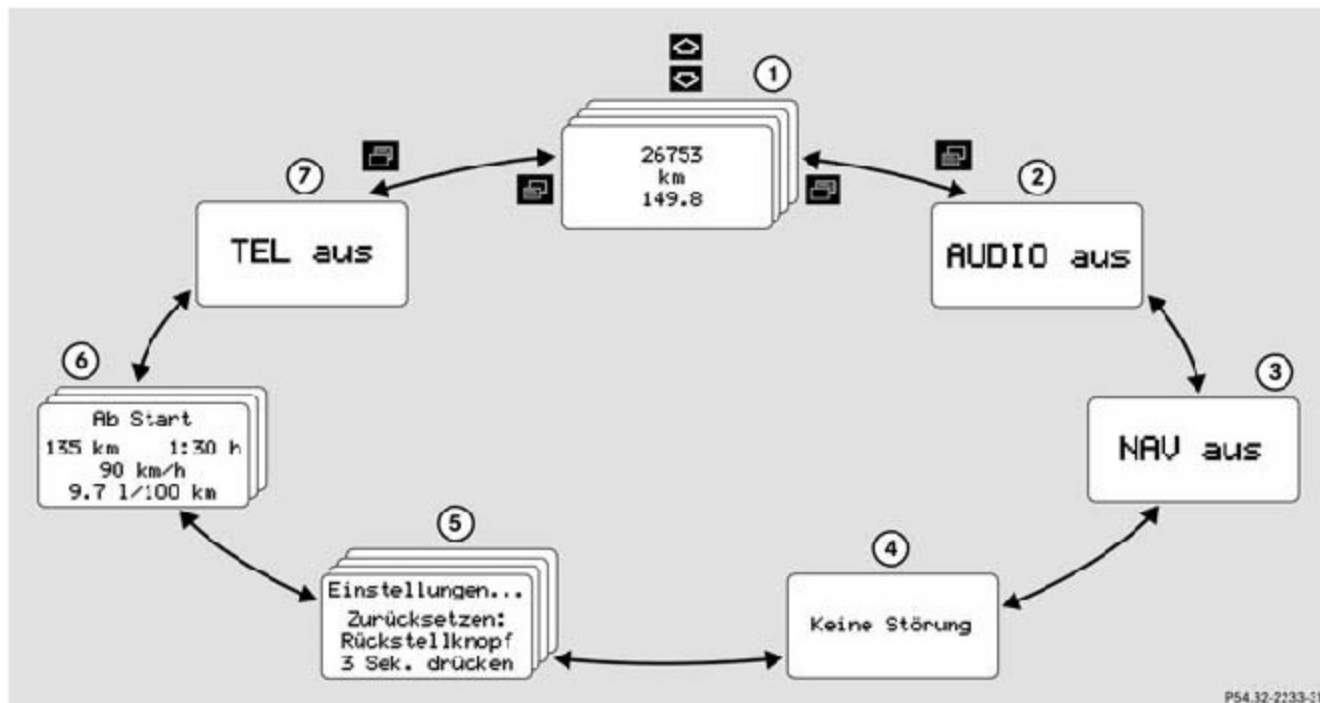 1
26753
km
149.8
2
AUDIO aus
3
NAV aus
4
Keine Störung
5
Einstellungen...
Zurücksetzen:
Rückstellknopf
3 Sek. drücken
6
Ab Start
135 km 1:30 h
90 km/h
9.7 l/100 km
7
TEL aus
P54.32-2233-31